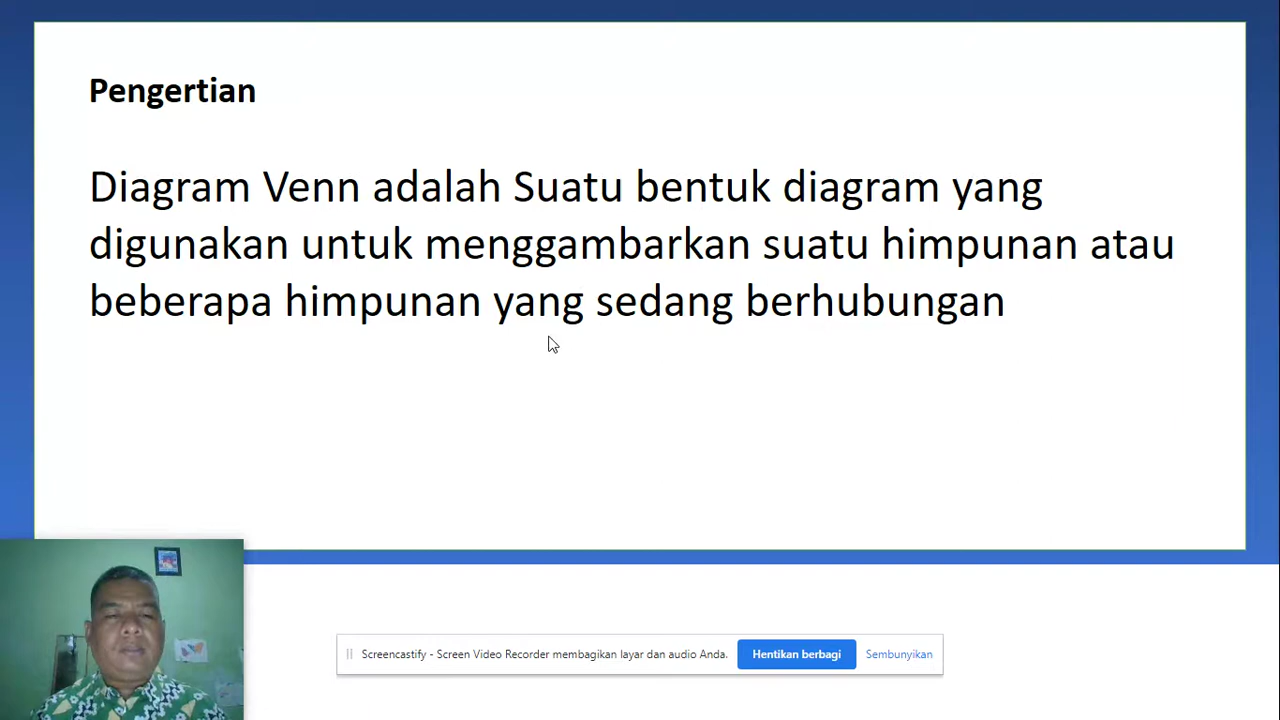 Pengertian
Diagram Venn adalah Suatu bentuk diagram yang
digunakan untuk menggambarkan suatu himpunan atau
beberapa himpunan yang sedang berhubungan
Screencastify - Screen Video Recorder membagikan layar dan audio Anda. Hentikan berbagi Sembunyikan